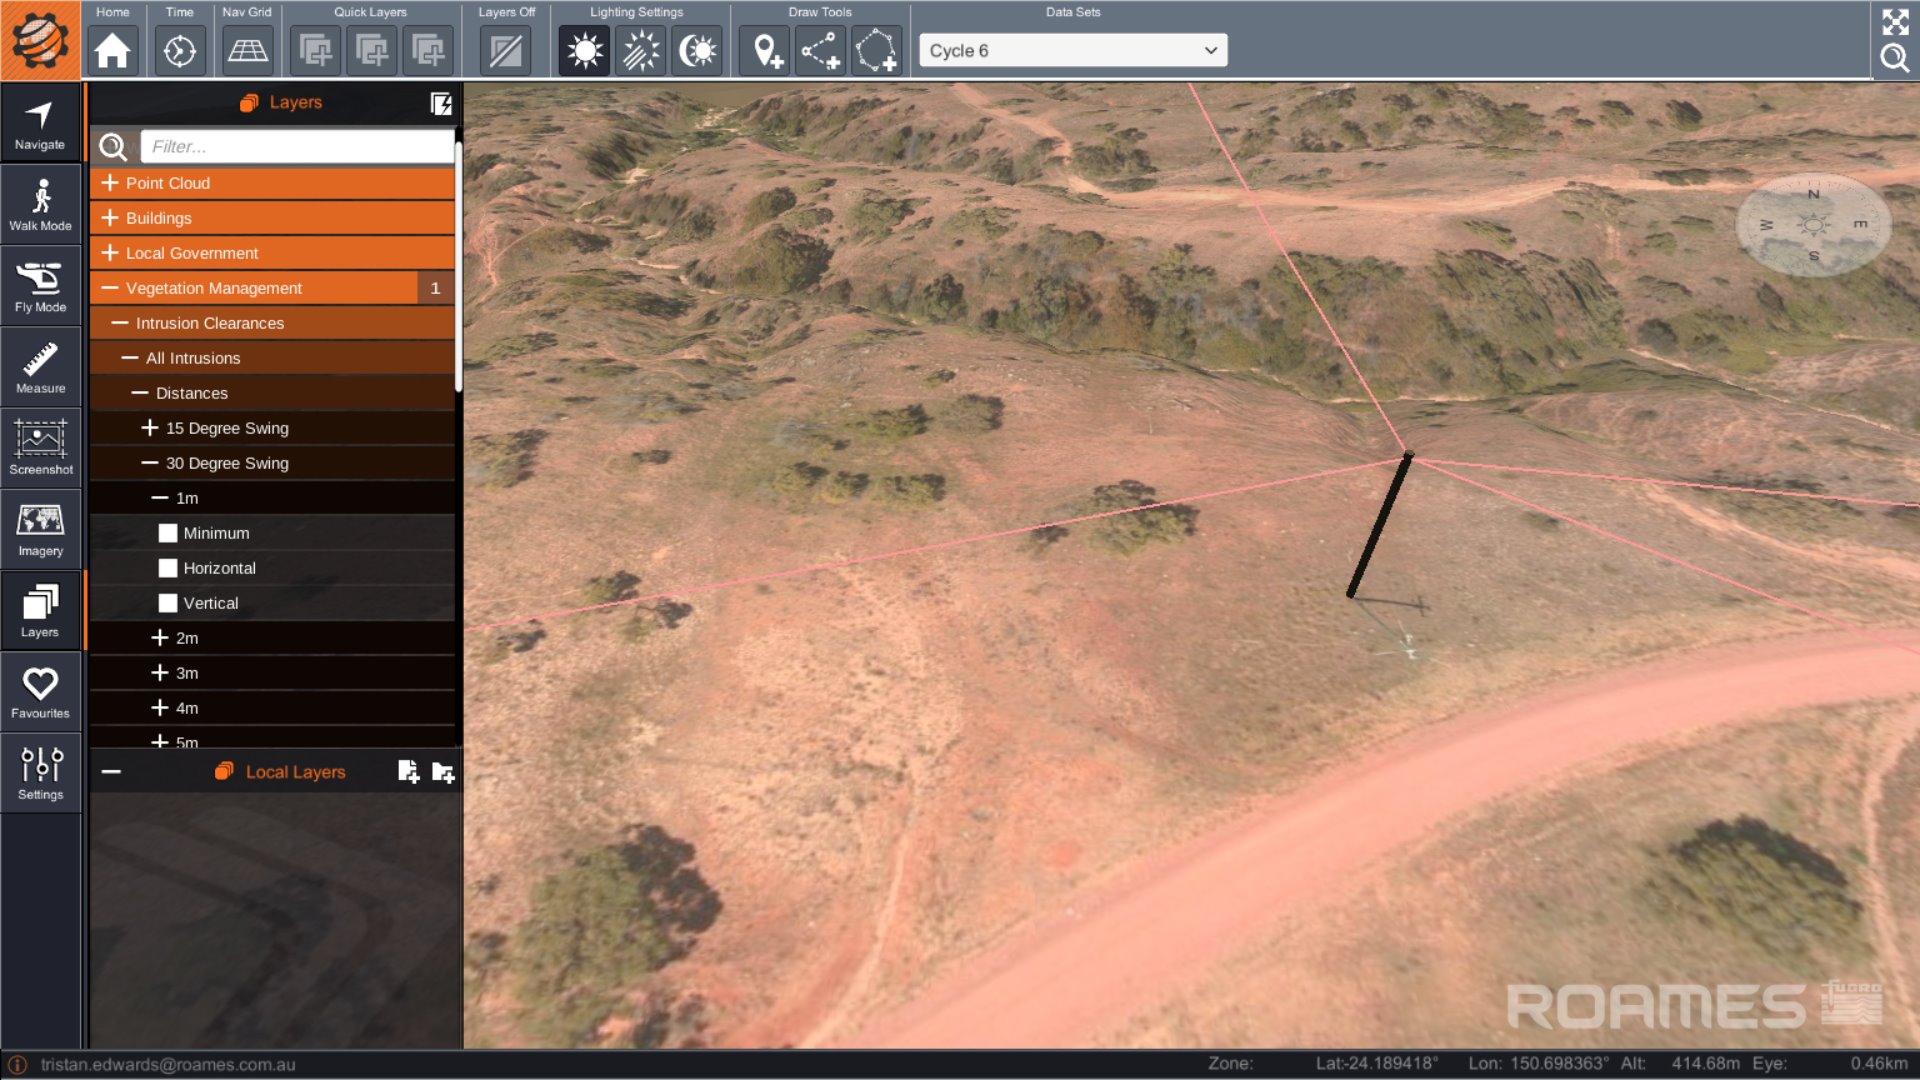 Home
Time
Nav Grid
Quick Layers
Layers Off
Lighting Settings
Draw Tools
Data Sets
Cycle 6
Navigate
Walk Mode
Fly Mode
Measure
Screenshot
Imagery
Layers
Favourites
Settings
Layers
Filter...
Point Cloud
Buildings
Local Government
Vegetation Management 1
Intrusion Clearances
All Intrusions
Distances
15 Degree Swing
30 Degree Swing
1m
Minimum
Horizontal
Vertical
2m
3m
4m
5m
Local Layers
N
W
E
S
ROAMES
FUGRO
tristan.edwards@roames.com.au
Zone: Lat:-24.189418° Lon: 150.698363° Alt: 414.68m Eye: 0.46km